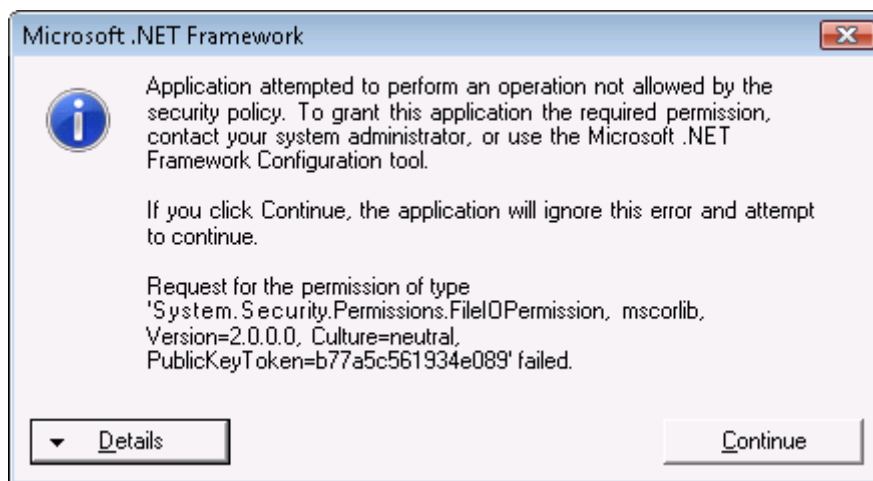 Microsoft .NET Framework
Application attempted to perform an operation not allowed by the
security policy. To grant this application the required permission,
contact your system administrator, or use the Microsoft .NET
Framework Configuration tool.
If you click Continue, the application will ignore this error and attempt
to continue.
Request for the permission of type
'System.Security.Permissions.FileIOPermission, mscorlib,
Version=2.0.0.0, Culture=neutral,
PublicKeyToken=b77a5c561934e089' failed.
Details
Continue